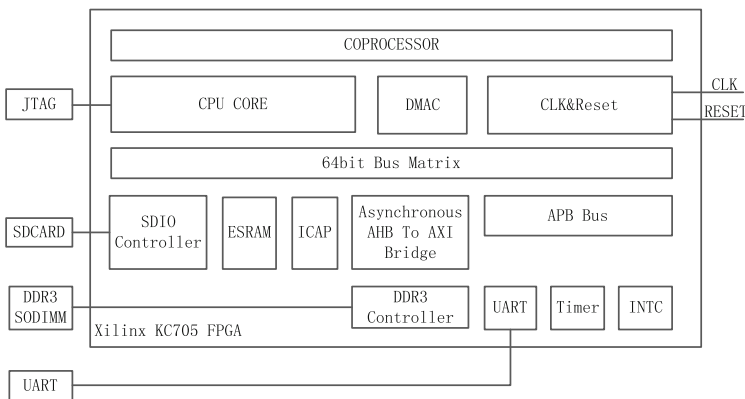 COPROCESSOR
JTAG
CPU CORE
DMAC
CLK&Reset
CLK
RESET
64bit Bus Matrix
SDCARD
SDIO
Controller
ESRAM
ICAP
Asynchronous
AHB To AXI
Bridge
APB Bus
DDR3
SODIMM
DDR3
Controller
UART
Timer
INTC
Xilinx KC705 FPGA
UART